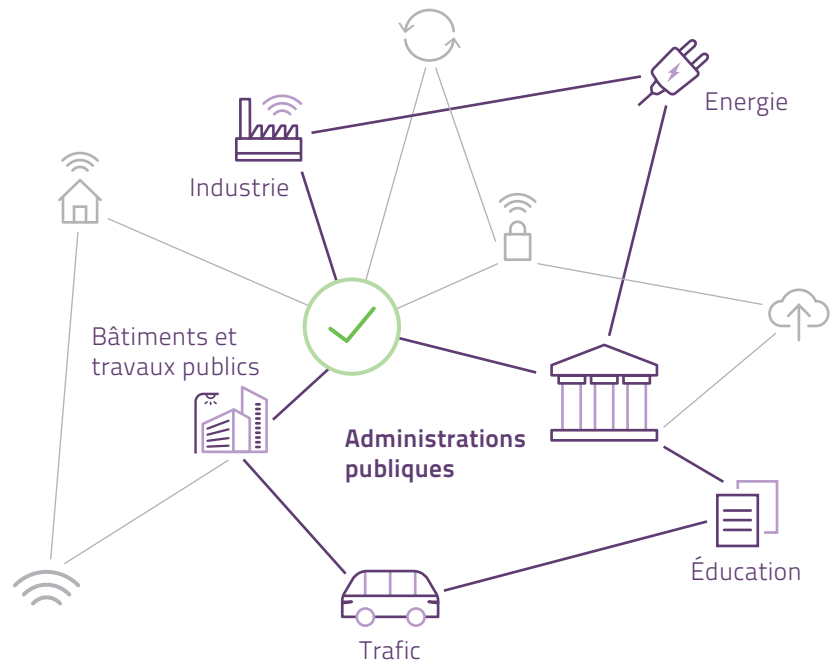 Energie
Industrie
Bâtiments et
travaux publics
Administrations
publiques
Éducation
Trafic